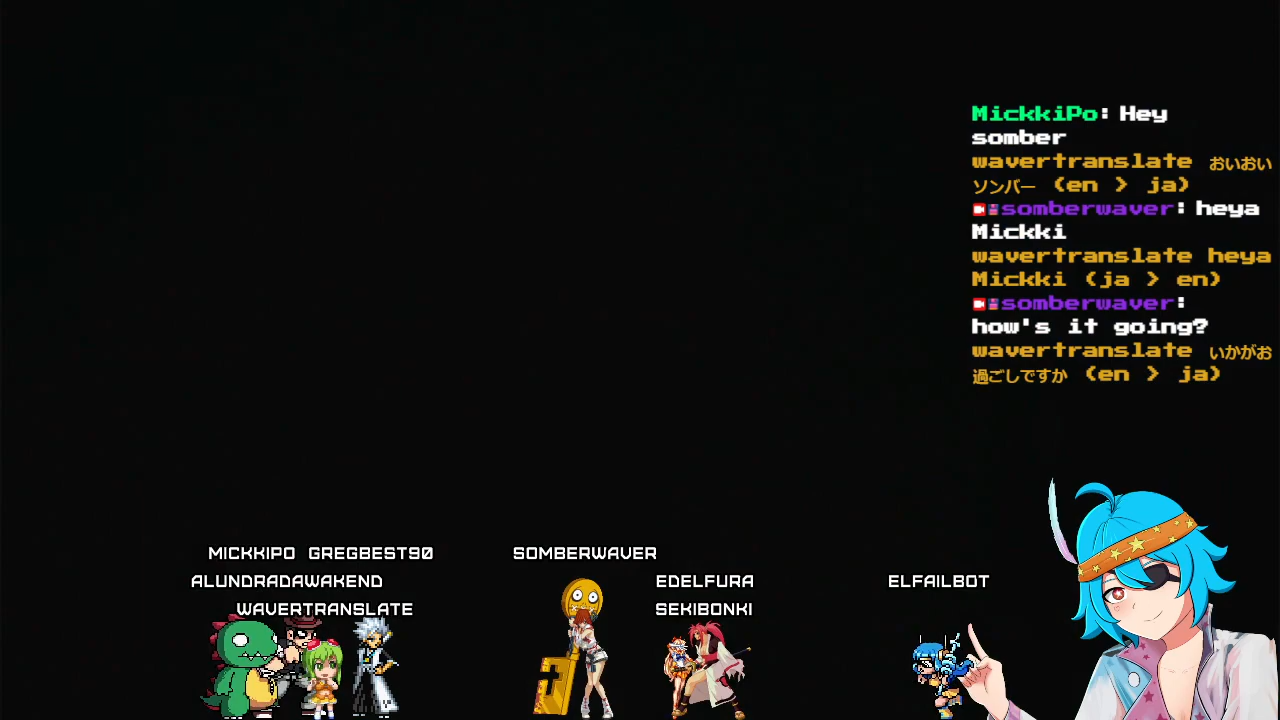 MickkiPo: Hey
somber
wavertranslate おいおい
ソンバー (en > ja)
somberwaver: heya
Mickki
wavertranslate heya
Mickki (ja > en)
somberwaver:
how's it going?
wavertranslate いかがお
過ごしですか (en > ja)
MICKKIPO GREGBEST90
SOMBERWAVER
ALUNDRADAWAKEND
EDELFURA
ELFAILBOT
WAVERTRANSLATE
SEKIBONKI